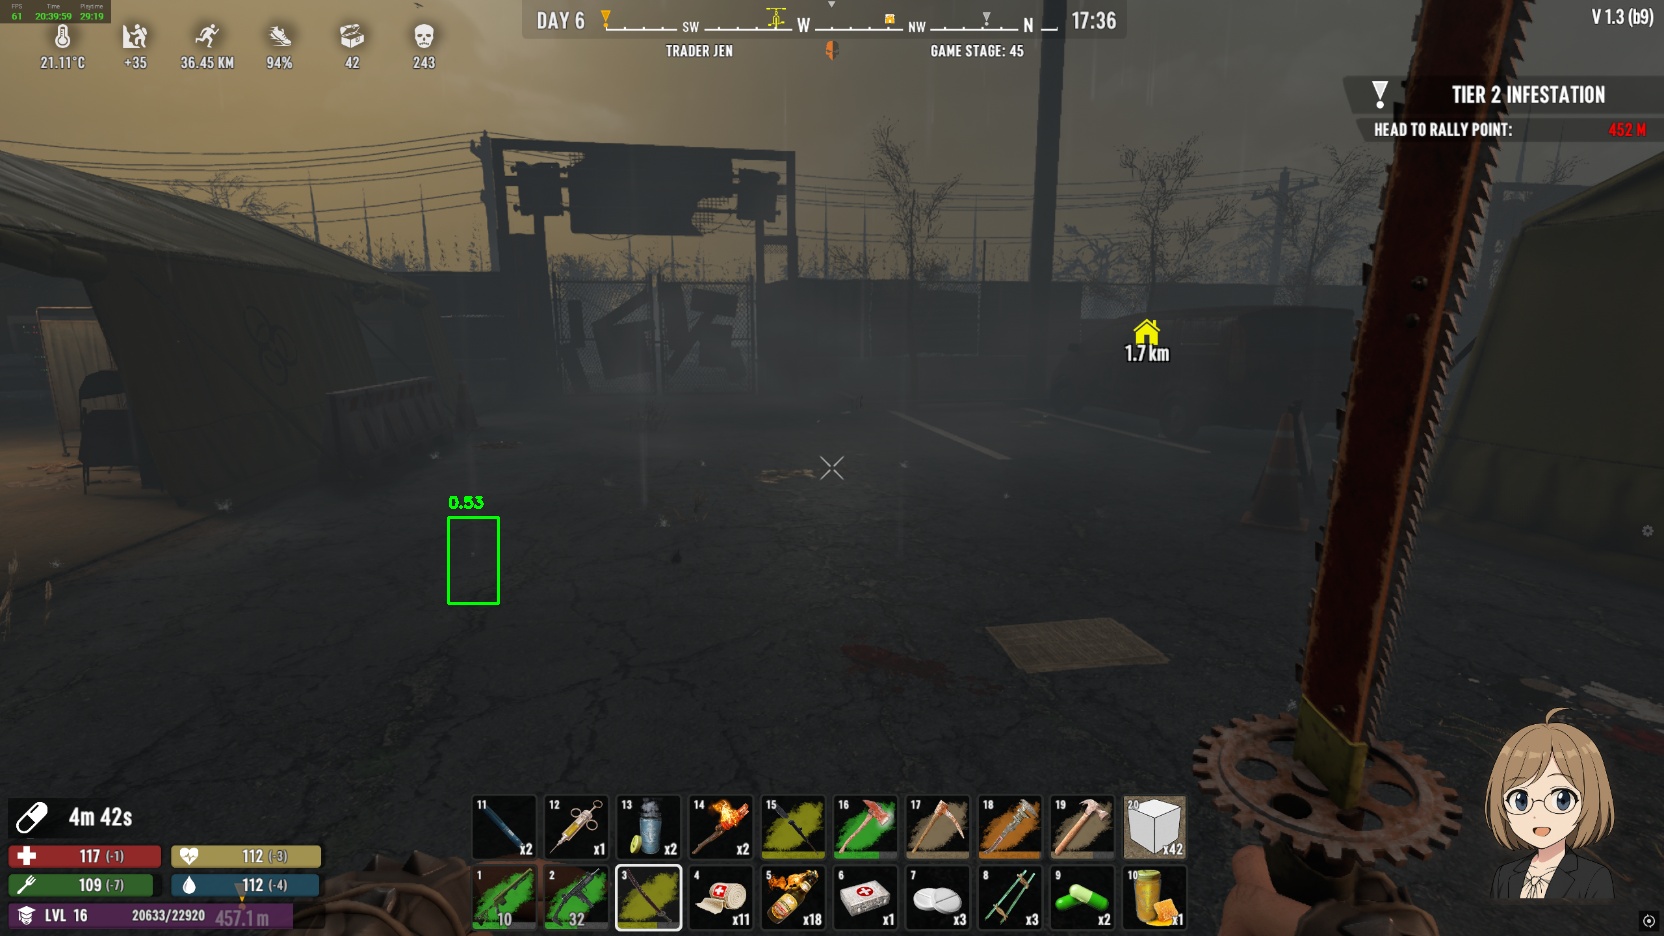 FPS Time Playtime
61 20:39:59 29:19
DAY 6 SW W NW N 17:36
TRADER JEN GAME STAGE: 45
V 1.3 (b9)
21.11°C +35 36.45 KM 94% 42 243
TIER 2 INFESTATION
HEAD TO RALLY POINT: 452 M
1.7 km
0.53
4m 42s
117 (-1) 112 (-3)
109 (-7) 112 (-4)
LVL 16 20633/22920 457.1 m
11 x2 12 x1 13 x2 14 x2 15 16 17 18 19 20 x42
1 10 2 32 3 4 x11 5 x18 6 x1 7 x3 8 x3 9 x2 10 x1